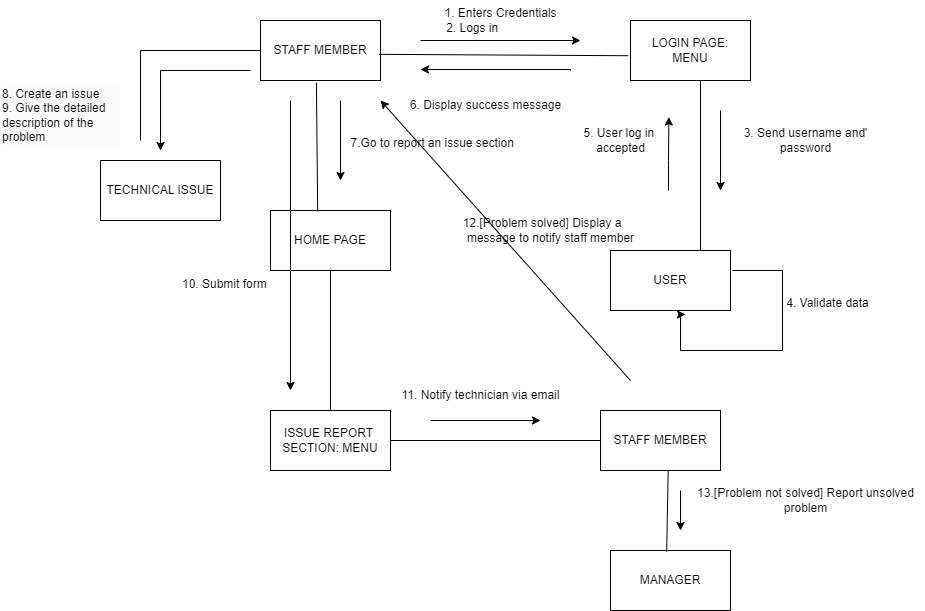 1. Enters Credentials
2. Logs in
STAFF MEMBER
LOGIN PAGE:
MENU
8. Create an issue
9. Give the detailed
description of the
problem
6. Display success message
7.Go to report an issue section
5. User log in
accepted
3. Send username and'
password
TECHNICAL ISSUE
12.[Problem solved] Display a
message to notify staff member
HOME PAGE
10. Submit form
USER
4. Validate data
11. Notify technician via email
ISSUE REPORT
SECTION: MENU
STAFF MEMBER
13.[Problem not solved] Report unsolved
problem
MANAGER